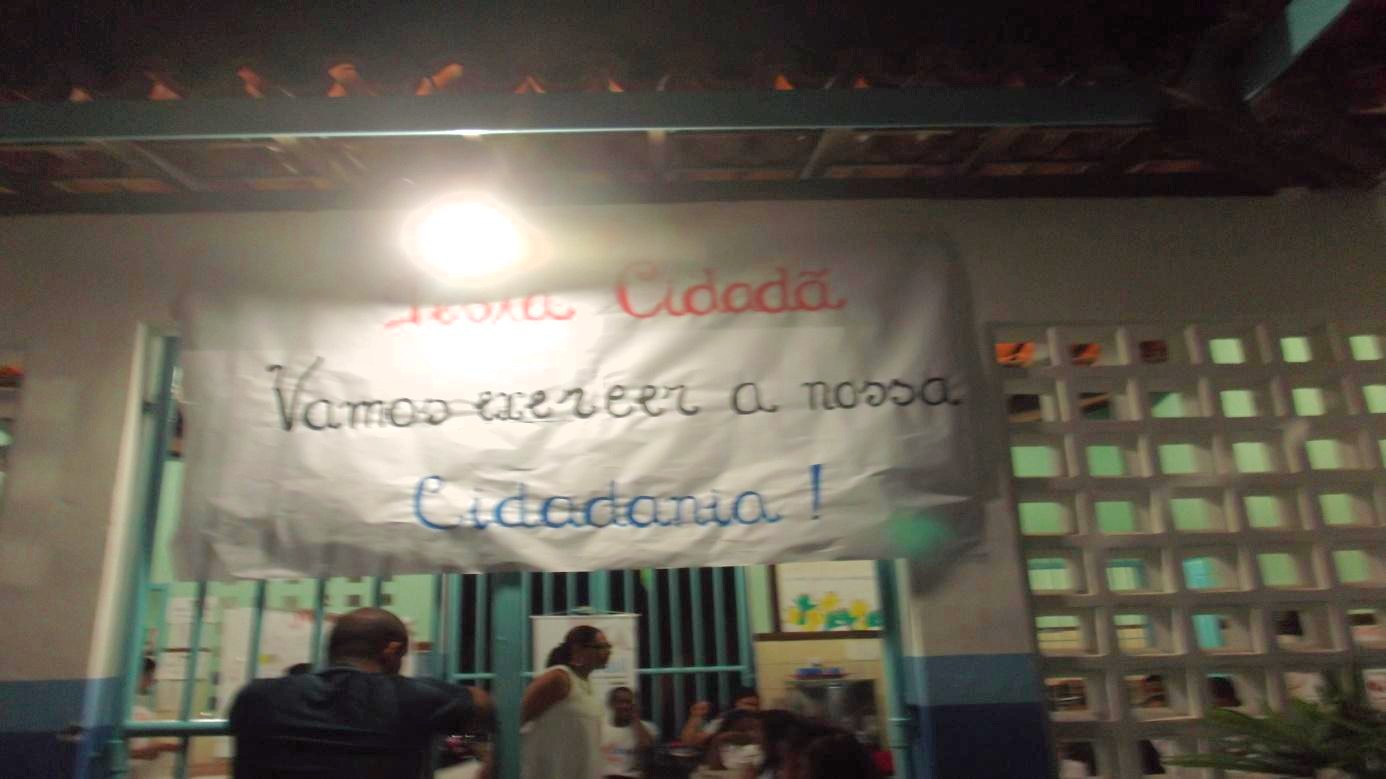 Cidadã
Vamos exercer a nossa
Cidadania !